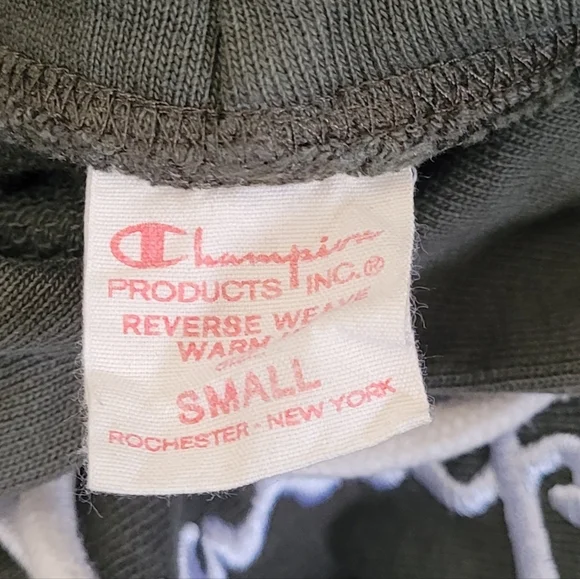 Champion
PRODUCTS INC.®
REVERSE WEAVE
WARM
SMALL
ROCHESTER - NEW YORK